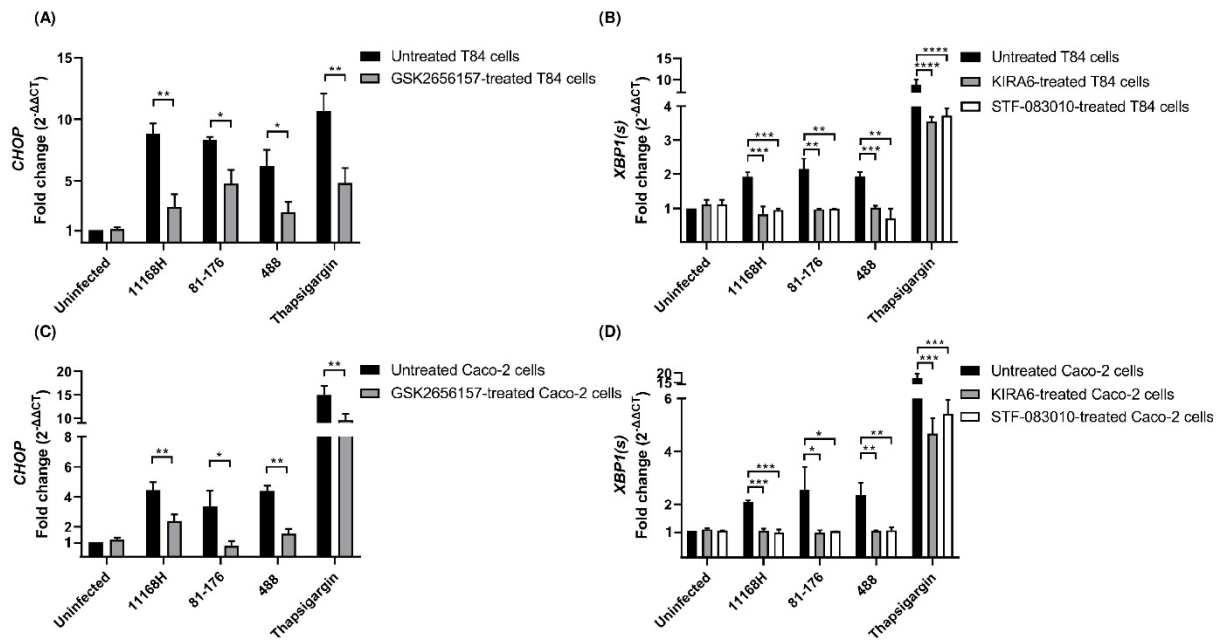 (A)
CHOP
Fold change (2-ΔΔCT)
15
10
5
1
** * * **
Untreated T84 cells
GSK2656157-treated T84 cells
Uninfected 11168H 81-176 488 Thapsigargin
(B)
XBP1(s)
Fold change (2-ΔΔCT)
15
10
5
4
3
2
1
****
****
*** ** **
*** ** ***
Untreated T84 cells
KIRA6-treated T84 cells
STF-083010-treated T84 cells
Uninfected 11168H 81-176 488 Thapsigargin
(C)
CHOP
Fold change (2-ΔΔCT)
20
15
10
8
6
4
2
1
**
** * **
Untreated Caco-2 cells
GSK2656157-treated Caco-2 cells
Uninfected 11168H 81-176 488 Thapsigargin
(D)
XBP1(s)
Fold change (2-ΔΔCT)
20
15
6
4
2
1
***
***
*** * **
*** * **
Untreated Caco-2 cells
KIRA6-treated Caco-2 cells
STF-083010-treated Caco-2 cells
Uninfected 11168H 81-176 488 Thapsigargin